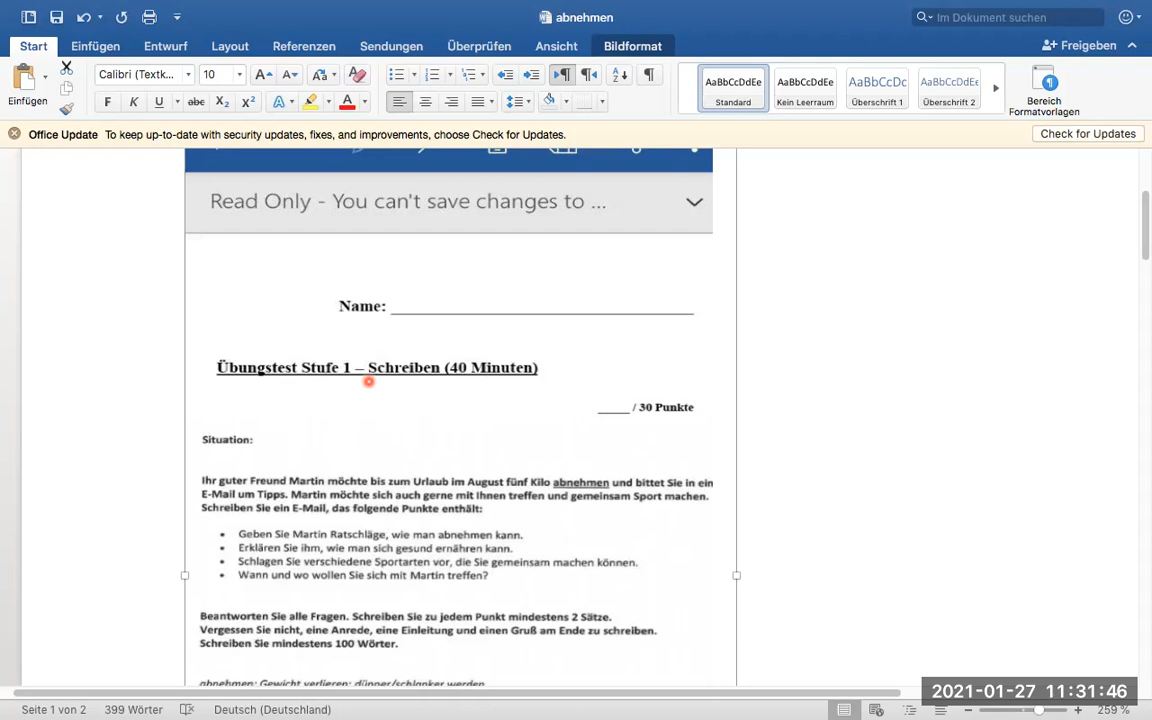 abnehmen
Im Dokument suchen
Start Einfügen Entwurf Layout Referenzen Sendungen Überprüfen Ansicht Bildformat Freigeben
Einfügen
Calibri (Textk... 10
AaBbCcDdEe AaBbCcDdEe AaBbCcDc AaBbCcDdEe
F K U abc X₂ X² A A
Standard Kein Leerraum Überschrift 1 Überschrift 2 Bereich Formatvorlagen
Office Update To keep up-to-date with security updates, fixes, and improvements, choose Check for Updates. Check for Updates
Read Only - You can't save changes to ...
Name: ____________________
Übungstest Stufe 1 – Schreiben (40 Minuten)
_____ / 30 Punkte
Situation:
Ihr guter Freund Martin möchte bis zum Urlaub im August fünf Kilo abnehmen und bittet Sie in ein
E-Mail um Tipps. Martin möchte sich auch gerne mit Ihnen treffen und gemeinsam Sport machen.
Schreiben Sie ein E-Mail, das folgende Punkte enthält:
• Geben Sie Martin Ratschläge, wie man abnehmen kann.
• Erklären Sie ihm, wie man sich gesund ernähren kann.
• Schlagen Sie verschiedene Sportarten vor, die Sie gemeinsam machen können.
• Wann und wo wollen Sie sich mit Martin treffen?
Beantworten Sie alle Fragen. Schreiben Sie zu jedem Punkt mindestens 2 Sätze.
Vergessen Sie nicht, eine Anrede, eine Einleitung und einen Gruß am Ende zu schreiben.
Schreiben Sie mindestens 100 Wörter.
abnehmen: Gewicht verlieren; dünner/schlanker werden
2021-01-27 11:31:46
Seite 1 von 2 399 Wörter Deutsch (Deutschland) 259 %